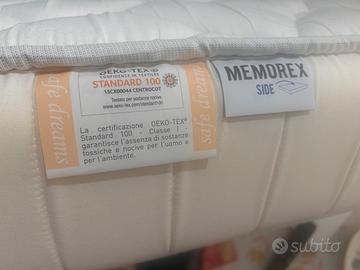 OEKO-TEX®
CONFIDENCE IN TEXTILES
STANDARD 100
15CX00044 CENTROCOT
Testato per sostanze nocive
www.oeko-tex.com/standard100
La certificazione OEKO-TEX®
Standard 100 - Classe I -
garantisce l'assenza di sostanze
tossiche e nocive per l'uomo e
per l'ambiente.
safe dreams
safe dreams
MEMOREX
SIDE
subito